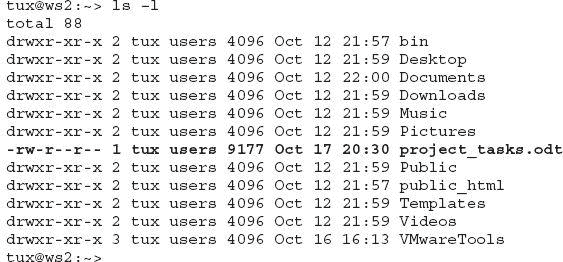 tux@ws2:~> ls -l
total 88
drwxr-xr-x 2 tux users 4096 Oct 12 21:57 bin
drwxr-xr-x 2 tux users 4096 Oct 12 21:59 Desktop
drwxr-xr-x 2 tux users 4096 Oct 12 22:00 Documents
drwxr-xr-x 2 tux users 4096 Oct 12 21:59 Downloads
drwxr-xr-x 2 tux users 4096 Oct 12 21:59 Music
drwxr-xr-x 2 tux users 4096 Oct 12 21:59 Pictures
-rw-r--r-- 1 tux users 9177 Oct 17 20:30 project_tasks.odt
drwxr-xr-x 2 tux users 4096 Oct 12 21:59 Public
drwxr-xr-x 2 tux users 4096 Oct 12 21:57 public_html
drwxr-xr-x 2 tux users 4096 Oct 12 21:59 Templates
drwxr-xr-x 2 tux users 4096 Oct 12 21:59 Videos
drwxr-xr-x 3 tux users 4096 Oct 16 16:13 VMwareTools
tux@ws2:~>